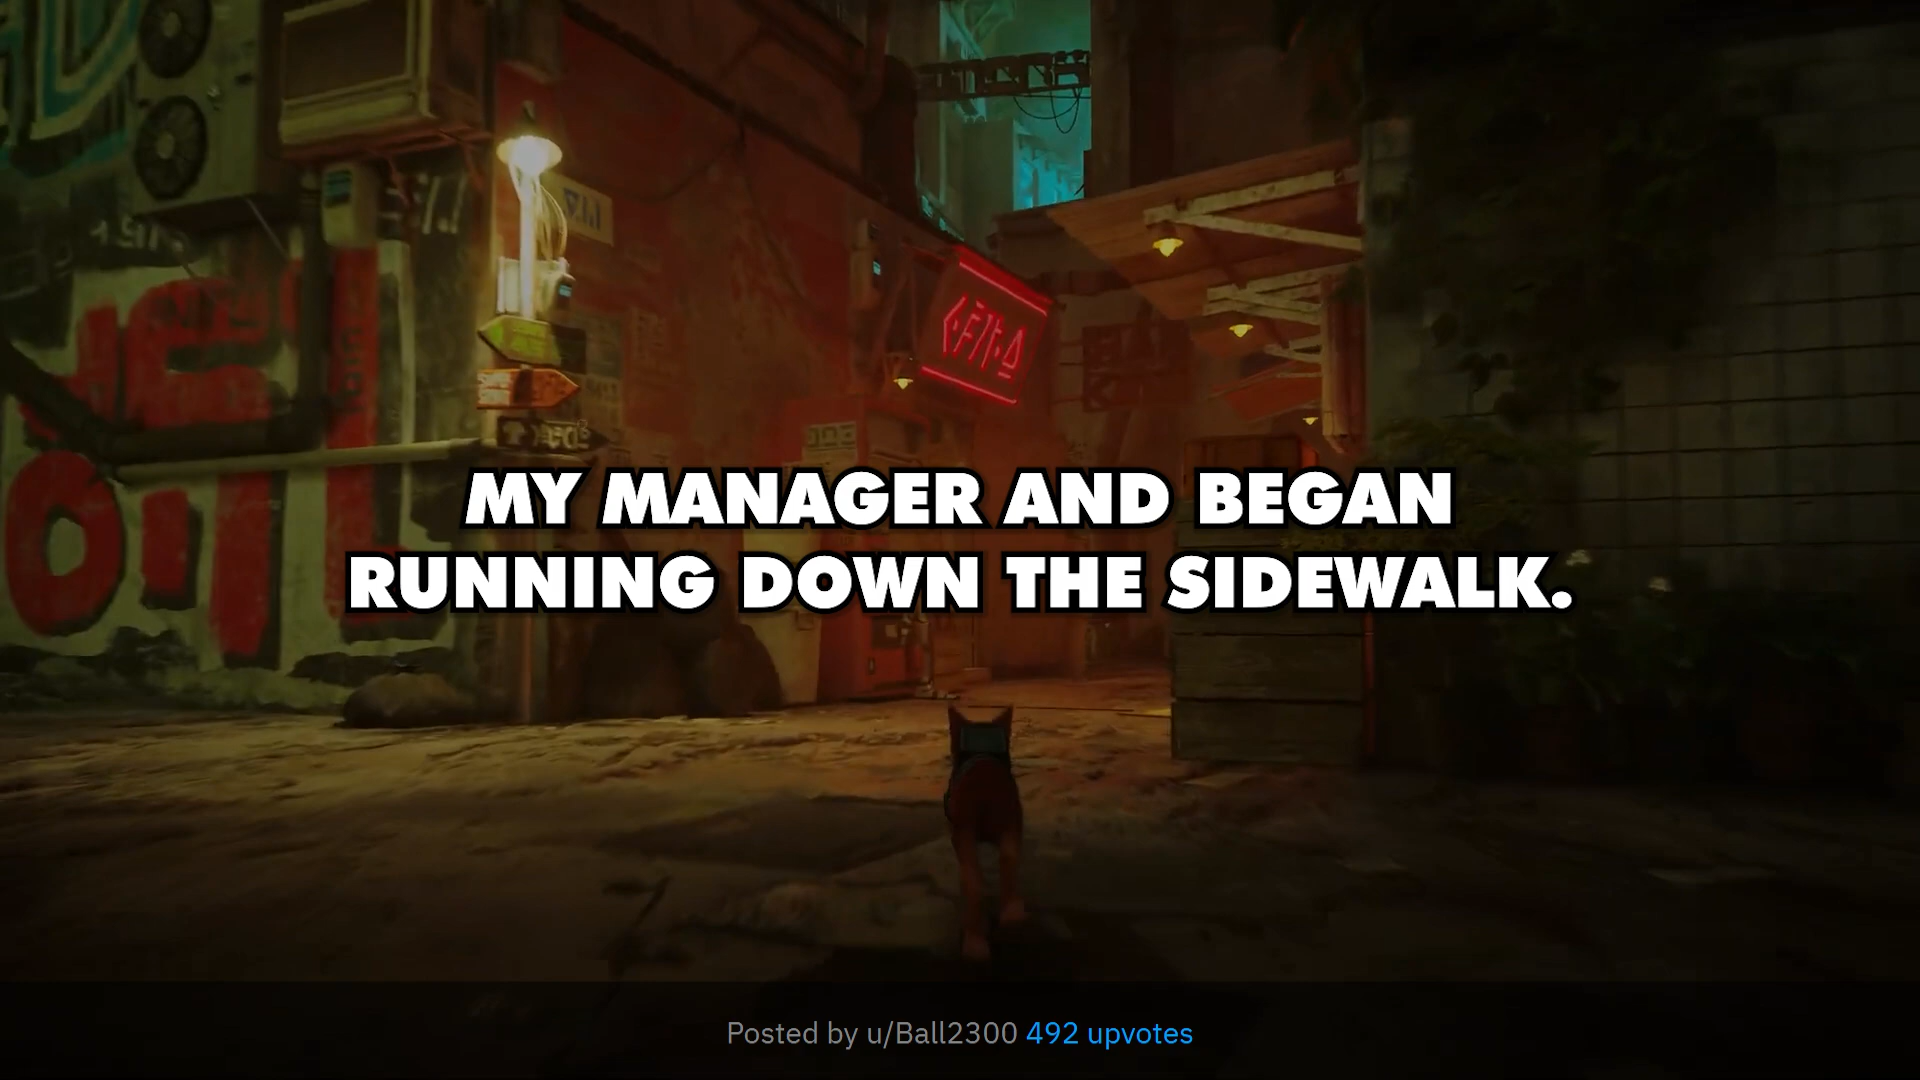 MY MANAGER AND BEGAN
RUNNING DOWN THE SIDEWALK.
Posted by u/Ball2300 492 upvotes